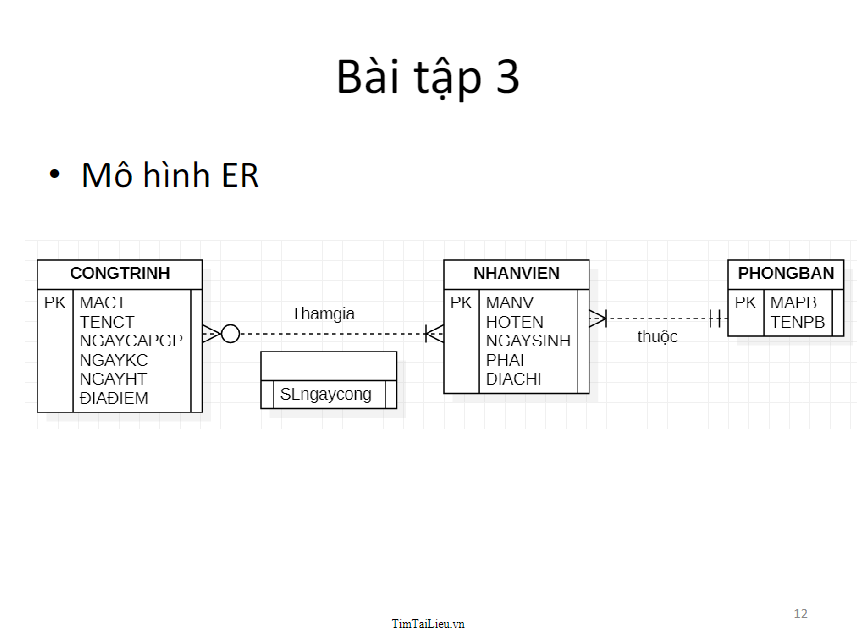 Bài tập 3
• Mô hình ER
CONGTRINH
PK MACT
TENCT
NGAYCAPGP
NGAYKC
NGAYHT
ĐIAĐIEM
Thamgia
SLngaycong
NHANVIEN
PK MANV
HOTEN
NGAYSINH
PHAI
DIACHI
thuộc
PHONGBAN
PK MAPB
TENPB
12
TimTaiLieu.vn